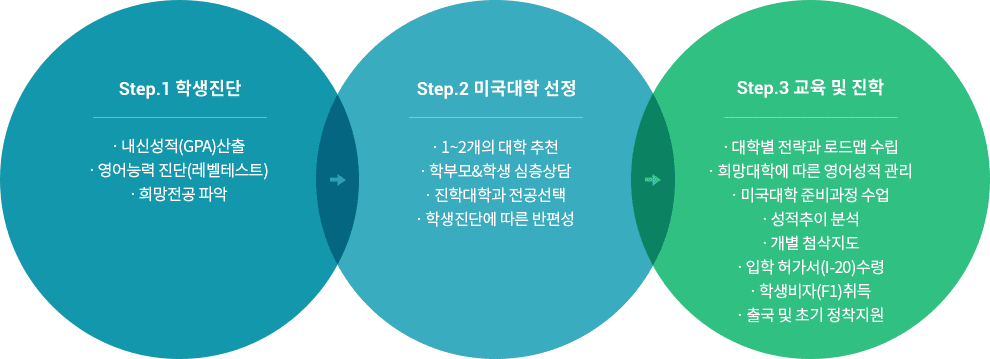 Step.1 학생진단
· 내신성적(GPA)산출
· 영어능력 진단(레벨테스트)
· 희망전공 파악
Step.2 미국대학 선정
· 1~2개의 대학 추천
· 학부모&학생 심층상담
· 진학대학과 전공선택
· 학생진단에 따른 반편성
Step.3 교육 및 진학
· 대학별 전략과 로드맵 수립
· 희망대학에 따른 영어성적 관리
· 미국대학 준비과정 수업
· 성적추이 분석
· 개별 첨삭지도
· 입학 허가서(I-20)수령
· 학생비자(F1)취득
· 출국 및 초기 정착지원